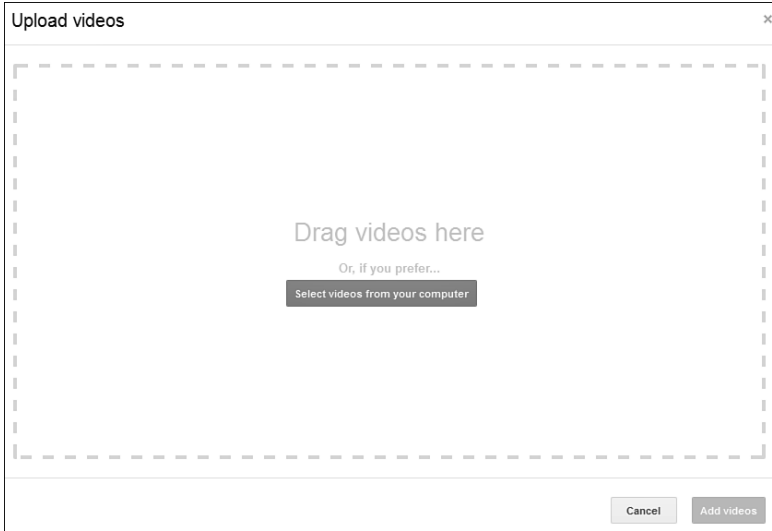 Upload videos
×
Drag videos here
Or, if you prefer...
Select videos from your computer
Cancel
Add videos